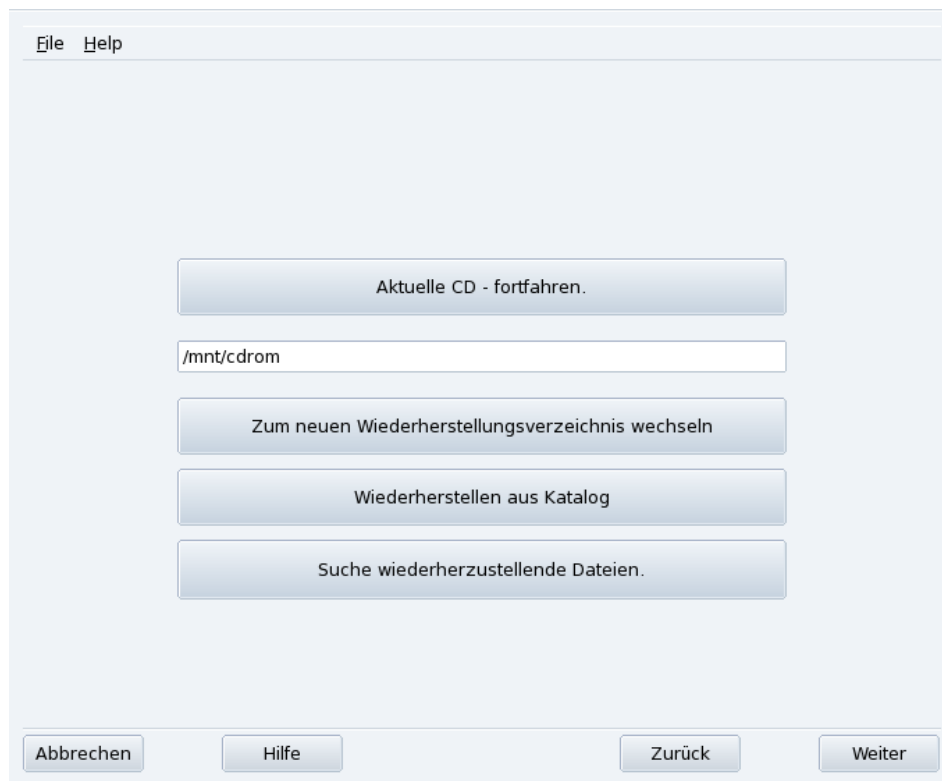 File Help
Aktuelle CD - fortfahren.
/mnt/cdrom
Zum neuen Wiederherstellungsverzeichnis wechseln
Wiederherstellen aus Katalog
Suche wiederherzustellende Dateien.
Abbrechen Hilfe Zurück Weiter